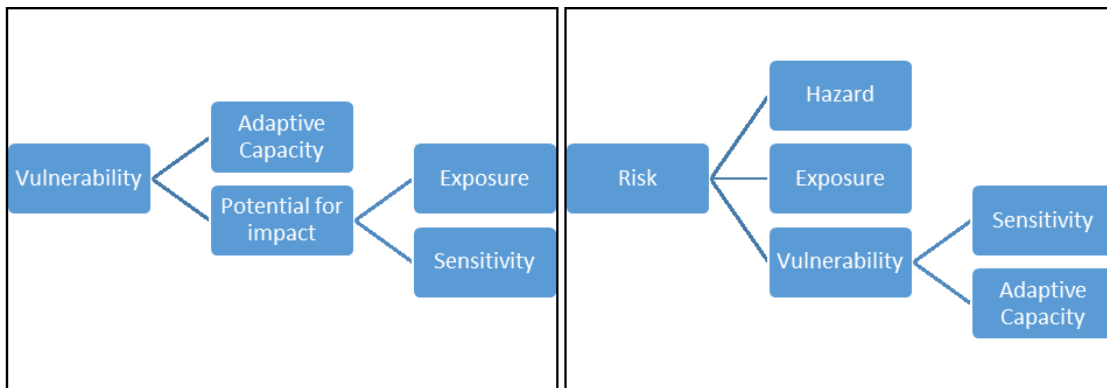 Vulnerability
Adaptive
Capacity
Potential for
impact
Exposure
Sensitivity
Risk
Hazard
Exposure
Vulnerability
Sensitivity
Adaptive
Capacity